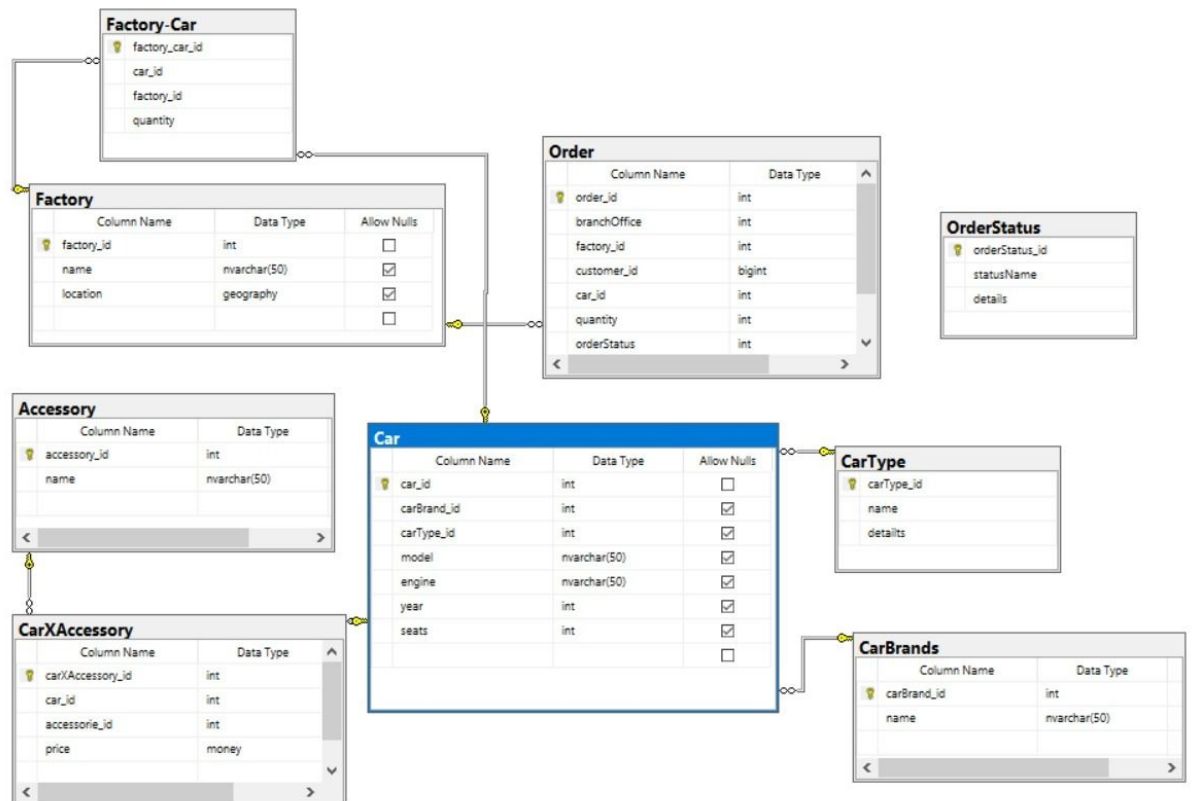 Factory-Car
factory_car_id
car_id
factory_id
quantity
Factory
Column Name Data Type Allow Nulls
factory_id int
name nvarchar(50)
location geography
Order
Column Name Data Type
order_id int
branchOffice int
factory_id int
customer_id bigint
car_id int
quantity int
orderStatus int
OrderStatus
orderStatus_id
statusName
details
Accessory
Column Name Data Type
accessory_id int
name nvarchar(50)
Car
Column Name Data Type Allow Nulls
car_id int
carBrand_id int
carType_id int
model nvarchar(50)
engine nvarchar(50)
year int
seats int
CarType
carType_id
name
detailts
CarXAccessory
Column Name Data Type
carXAccessory_id int
car_id int
accessorie_id int
price money
CarBrands
Column Name Data Type
carBrand_id int
name nvarchar(50)